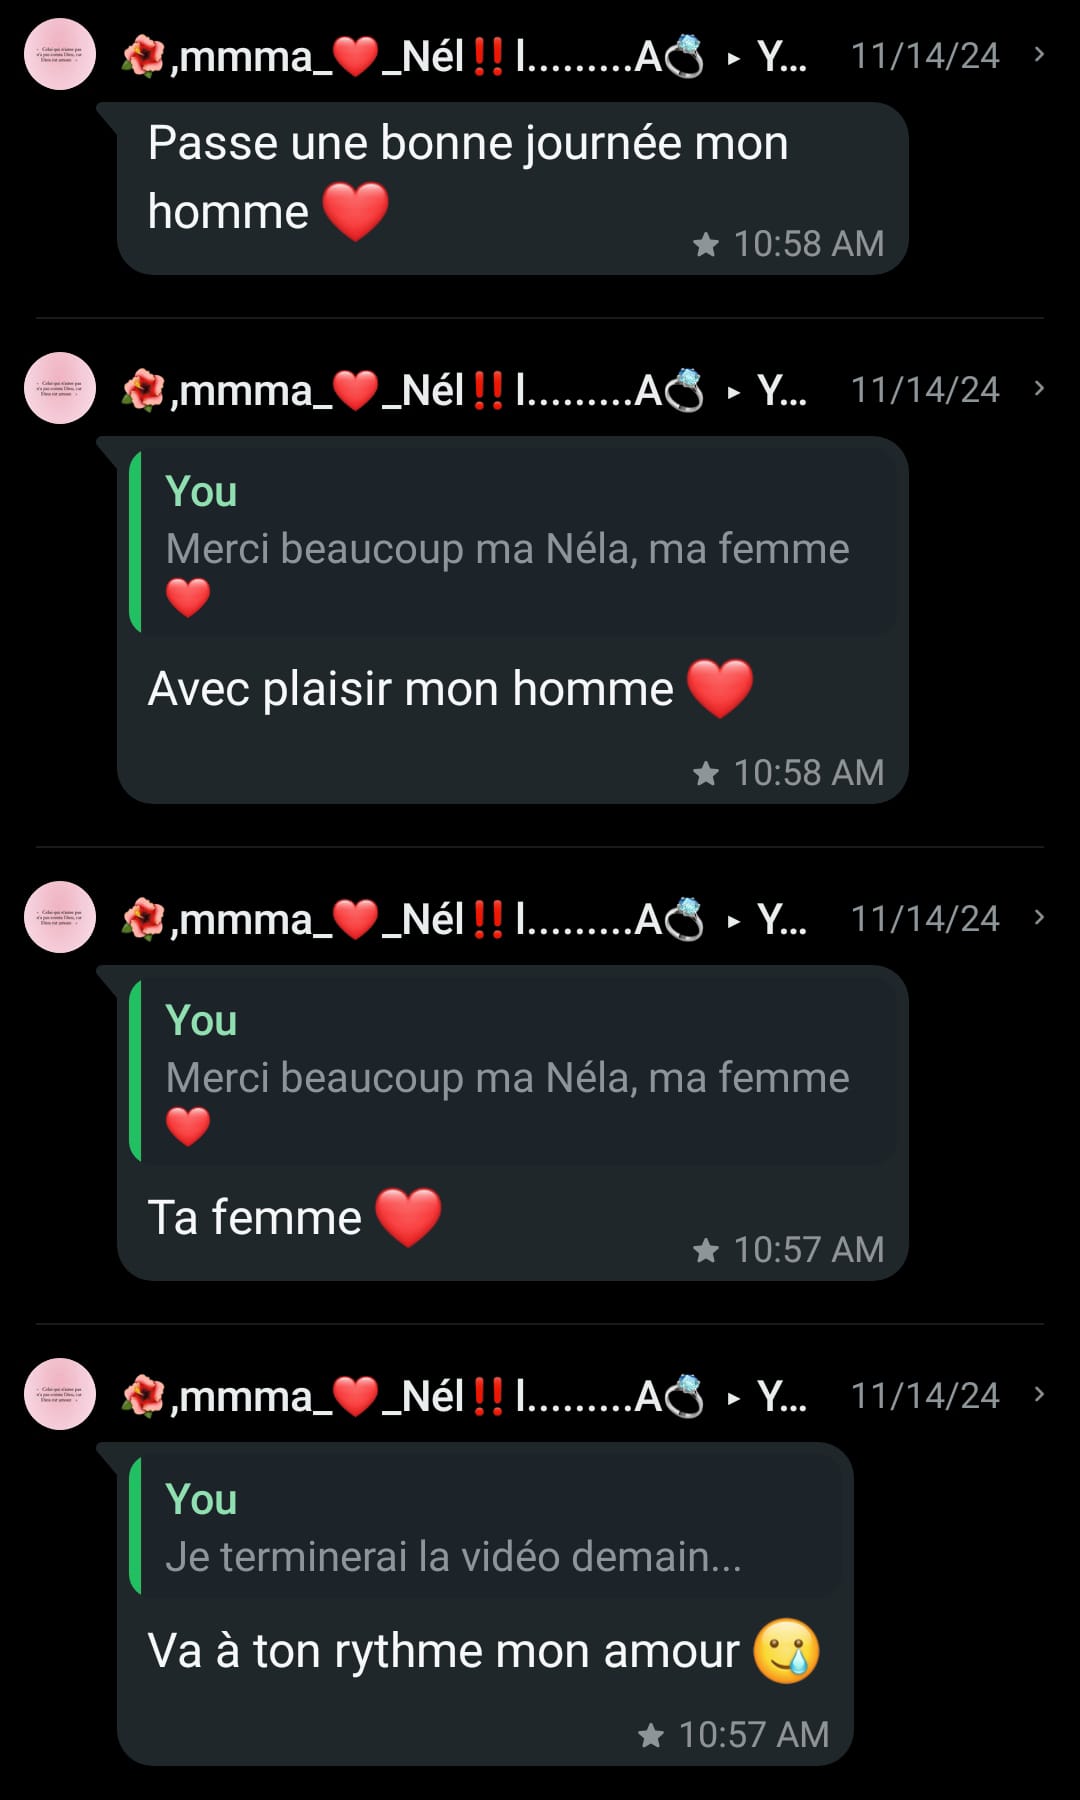 🌺,mmma_❤️_Nél‼️l.........A💍 ▸ Y... 11/14/24 ›
Passe une bonne journée mon
homme ❤️
★ 10:58 AM
🌺,mmma_❤️_Nél‼️l.........A💍 ▸ Y... 11/14/24 ›
You
Merci beaucoup ma Néla, ma femme
❤️
Avec plaisir mon homme ❤️
★ 10:58 AM
🌺,mmma_❤️_Nél‼️l.........A💍 ▸ Y... 11/14/24 ›
You
Merci beaucoup ma Néla, ma femme
❤️
Ta femme ❤️
★ 10:57 AM
🌺,mmma_❤️_Nél‼️l.........A💍 ▸ Y... 11/14/24 ›
You
Je terminerai la vidéo demain...
Va à ton rythme mon amour 🥲
★ 10:57 AM